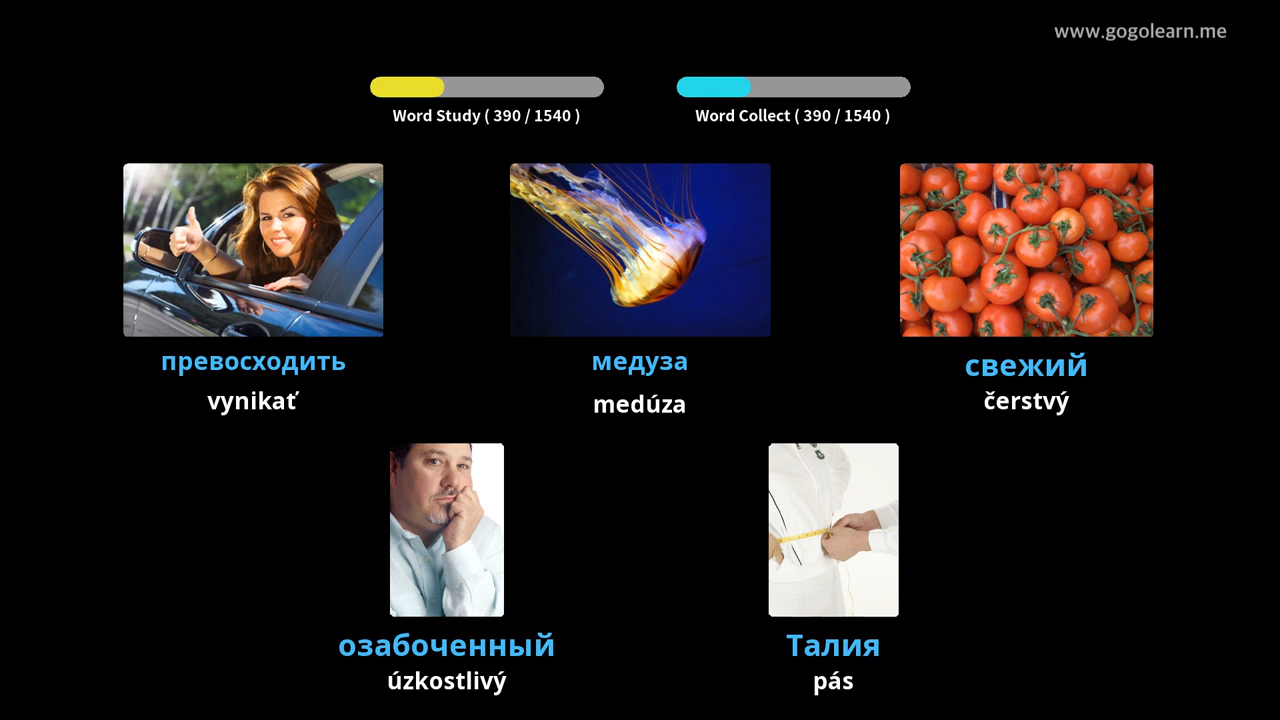 www.gogolearn.me
Word Study ( 390 / 1540 )
Word Collect ( 390 / 1540 )
превосходить
vynikať
медуза
medúza
свежий
čerstvý
озабоченный
úzkostlivý
Талия
pás